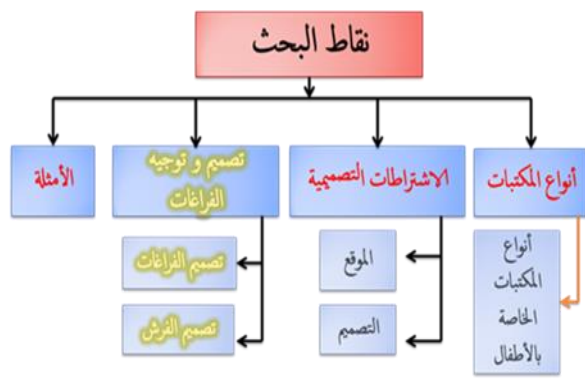 نقاط البحث
أنواع المكتبات
الاشتراطات التصميمية
تصميم و توجيه
الفراغات
الأمثلة
أنواع
المكتبات
الخاصة
بالأطفال
الموقع
التصميم
تصميم الفراغات
تصميم الفرش